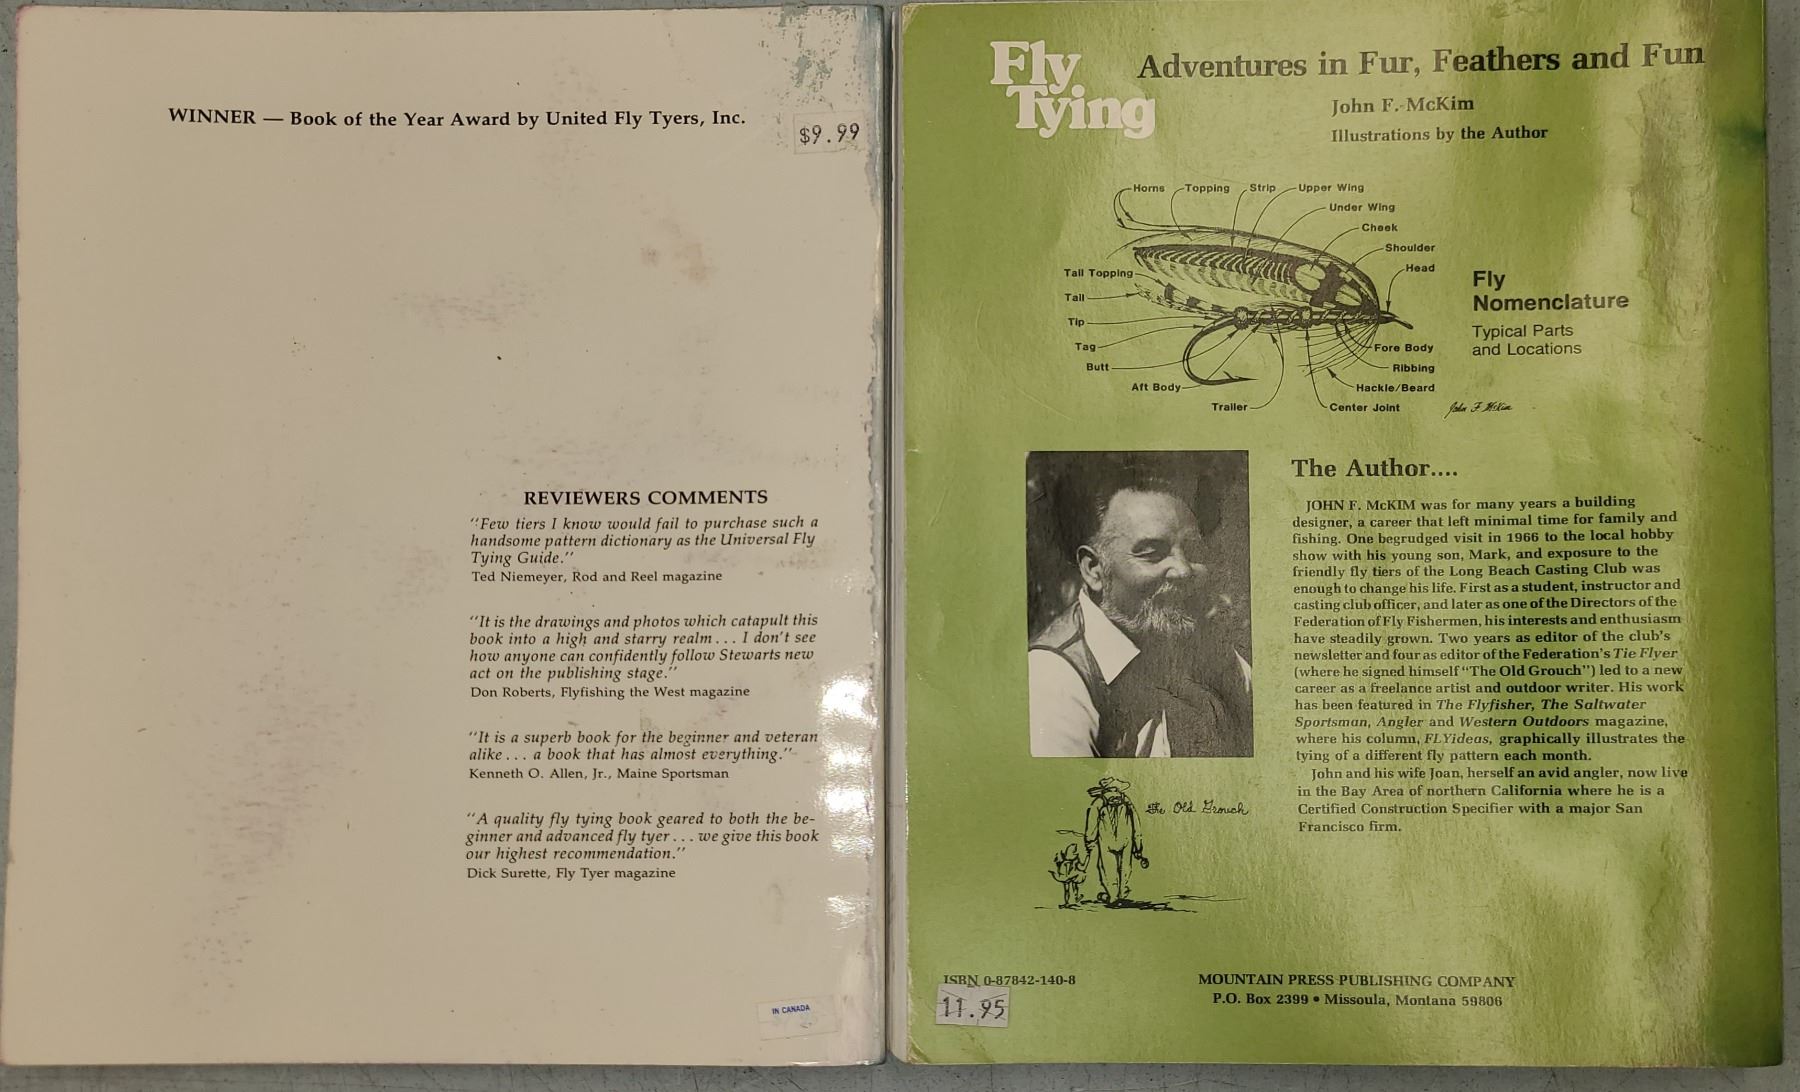 WINNER — Book of the Year Award by United Fly Tyers, Inc.
$9.99
REVIEWERS COMMENTS
"Few tiers I know would fail to purchase such a
handsome pattern dictionary as the Universal Fly
Tying Guide."
Ted Niemeyer, Rod and Reel magazine
"It is the drawings and photos which catapult this
book into a high and starry realm... I don't see
how anyone can confidently follow Stewarts new
act on the publishing stage."
Don Roberts, Flyfishing the West magazine
"It is a superb book for the beginner and veteran
alike... a book that has almost everything."
Kenneth O. Allen, Jr., Maine Sportsman
"A quality fly tying book geared to both the be-
ginner and advanced fly tyer... we give this book
our highest recommendation."
Dick Surette, Fly Tyer magazine
IN CANADA
Fly
Tying
Adventures in Fur, Feathers and Fun
John F. McKim
Illustrations by the Author
Horns
Topping
Strip
Upper Wing
Under Wing
Cheek
Shoulder
Head
Tail Topping
Tail
Tip
Tag
Butt
Aft Body
Trailer
Center Joint
Hackle/Beard
Ribbing
Fore Body
Fly
Nomenclature
Typical Parts
and Locations
John F McKim
The Author....
JOHN F. McKIM was for many years a building
designer, a career that left minimal time for family and
fishing. One begrudged visit in 1966 to the local hobby
show with his young son, Mark, and exposure to the
friendly fly tiers of the Long Beach Casting Club was
enough to change his life. First as a student, instructor and
casting club officer, and later as one of the Directors of the
Federation of Fly Fishermen, his interests and enthusiasm
have steadily grown. Two years as editor of the club's
newsletter and four as editor of the Federation's Tie Flyer
(where he signed himself "The Old Grouch") led to a new
career as a freelance artist and outdoor writer. His work
has been featured in The Flyfisher, The Saltwater
Sportsman, Angler and Western Outdoors magazine,
where his column, FLYideas, graphically illustrates the
tying of a different fly pattern each month.
John and his wife Joan, herself an avid angler, now live
in the Bay Area of northern California where he is a
Certified Construction Specifier with a major San
Francisco firm.
The Old Grouch
ISBN 0-87842-140-8
11.95
MOUNTAIN PRESS PUBLISHING COMPANY
P.O. Box 2399 • Missoula, Montana 59806